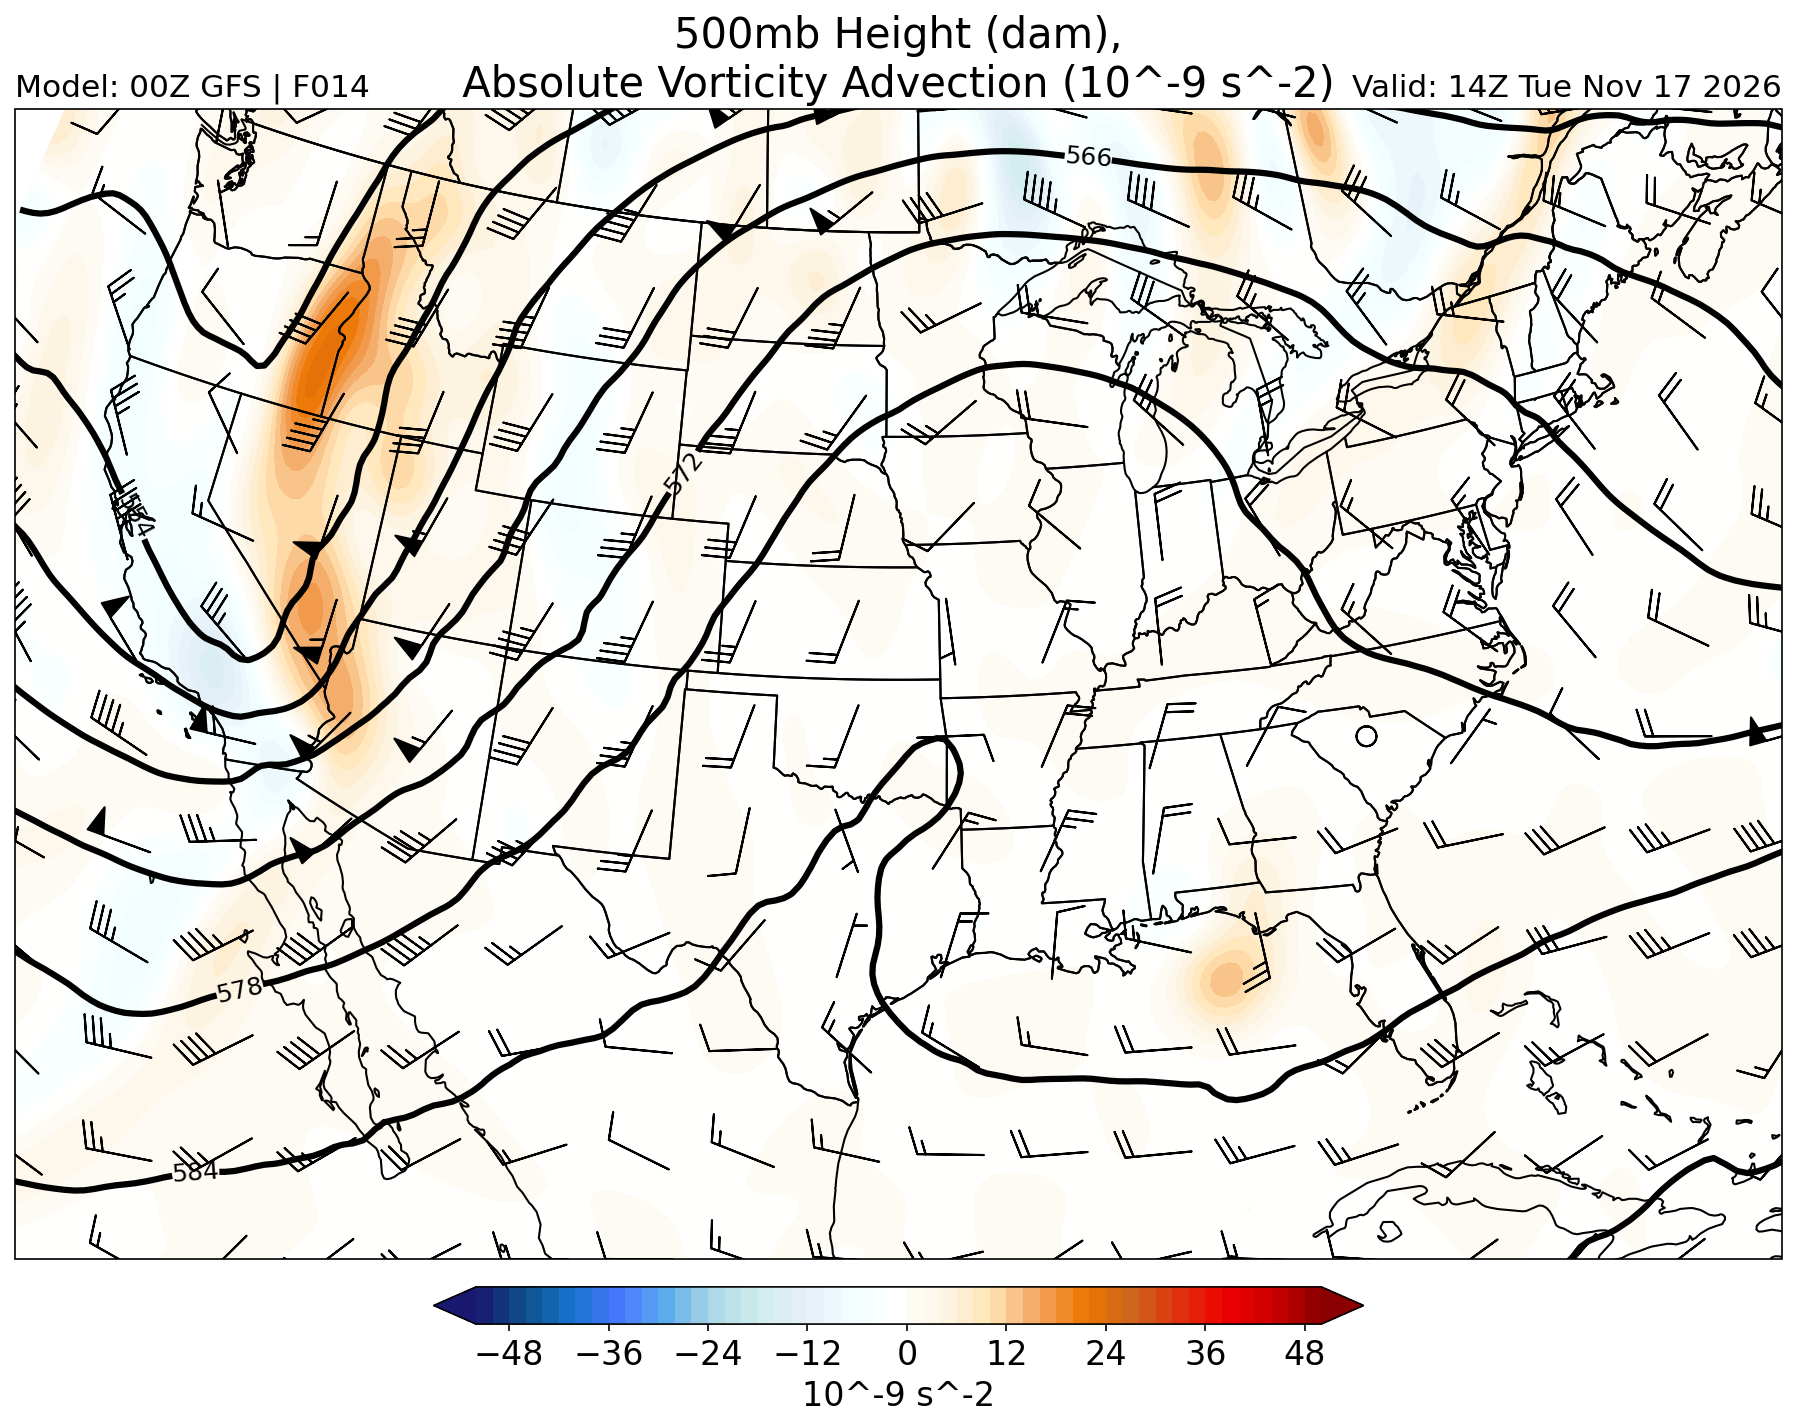 500mb Height (dam),
Model: 00Z GFS | F014
Absolute Vorticity Advection (10^-9 s^-2)
Valid: 14Z Tue Nov 17 2026
566
572
578
584
−48 −36 −24 −12 0 12 24 36 48
10^-9 s^-2